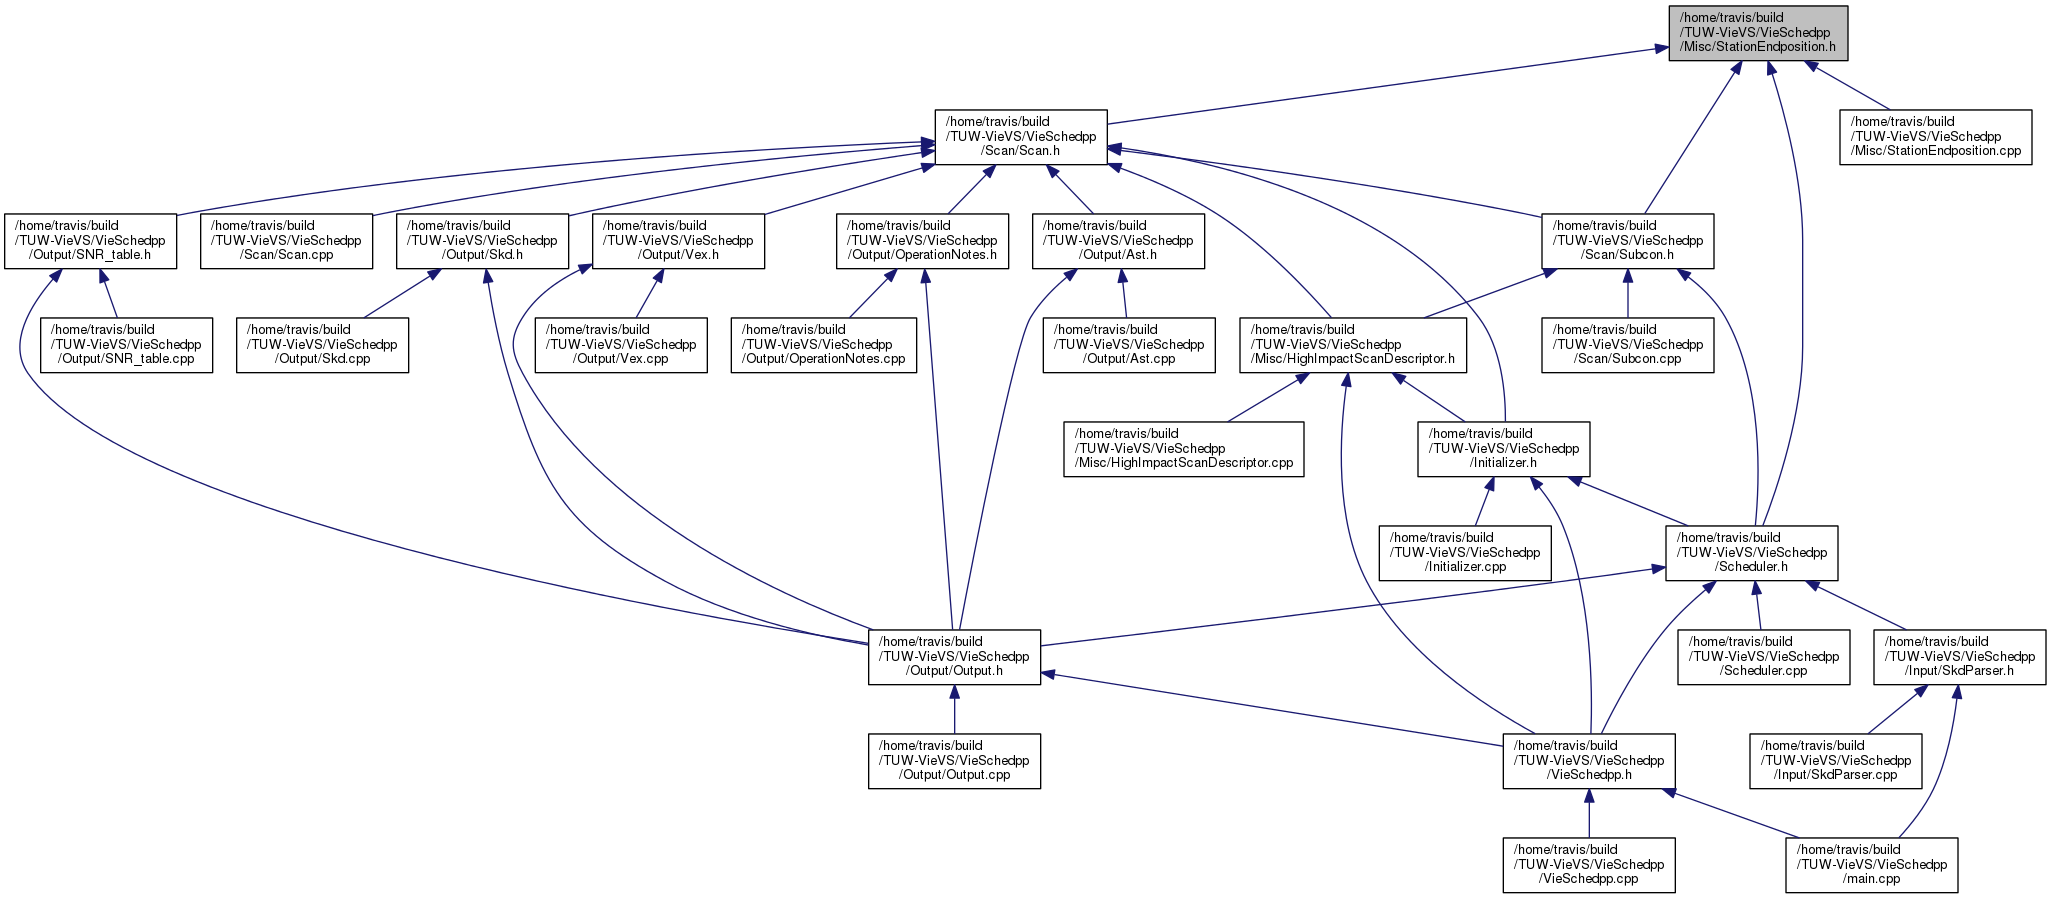 /home/travis/build
/TUW-VieVS/VieSchedpp
/Misc/StationEndposition.h
/home/travis/build
/TUW-VieVS/VieSchedpp
/Scan/Scan.h
/home/travis/build
/TUW-VieVS/VieSchedpp
/Misc/StationEndposition.cpp
/home/travis/build
/TUW-VieVS/VieSchedpp
/Output/SNR_table.h
/home/travis/build
/TUW-VieVS/VieSchedpp
/Scan/Scan.cpp
/home/travis/build
/TUW-VieVS/VieSchedpp
/Output/Skd.h
/home/travis/build
/TUW-VieVS/VieSchedpp
/Output/Vex.h
/home/travis/build
/TUW-VieVS/VieSchedpp
/Output/OperationNotes.h
/home/travis/build
/TUW-VieVS/VieSchedpp
/Output/Ast.h
/home/travis/build
/TUW-VieVS/VieSchedpp
/Scan/Subcon.h
/home/travis/build
/TUW-VieVS/VieSchedpp
/Output/SNR_table.cpp
/home/travis/build
/TUW-VieVS/VieSchedpp
/Output/Skd.cpp
/home/travis/build
/TUW-VieVS/VieSchedpp
/Output/Vex.cpp
/home/travis/build
/TUW-VieVS/VieSchedpp
/Output/OperationNotes.cpp
/home/travis/build
/TUW-VieVS/VieSchedpp
/Output/Ast.cpp
/home/travis/build
/TUW-VieVS/VieSchedpp
/Misc/HighImpactScanDescriptor.h
/home/travis/build
/TUW-VieVS/VieSchedpp
/Scan/Subcon.cpp
/home/travis/build
/TUW-VieVS/VieSchedpp
/Misc/HighImpactScanDescriptor.cpp
/home/travis/build
/TUW-VieVS/VieSchedpp
/Initializer.h
/home/travis/build
/TUW-VieVS/VieSchedpp
/Initializer.cpp
/home/travis/build
/TUW-VieVS/VieSchedpp
/Scheduler.h
/home/travis/build
/TUW-VieVS/VieSchedpp
/Output/Output.h
/home/travis/build
/TUW-VieVS/VieSchedpp
/Scheduler.cpp
/home/travis/build
/TUW-VieVS/VieSchedpp
/Input/SkdParser.h
/home/travis/build
/TUW-VieVS/VieSchedpp
/Output/Output.cpp
/home/travis/build
/TUW-VieVS/VieSchedpp
/VieSchedpp.h
/home/travis/build
/TUW-VieVS/VieSchedpp
/Input/SkdParser.cpp
/home/travis/build
/TUW-VieVS/VieSchedpp
/VieSchedpp.cpp
/home/travis/build
/TUW-VieVS/VieSchedpp
/main.cpp